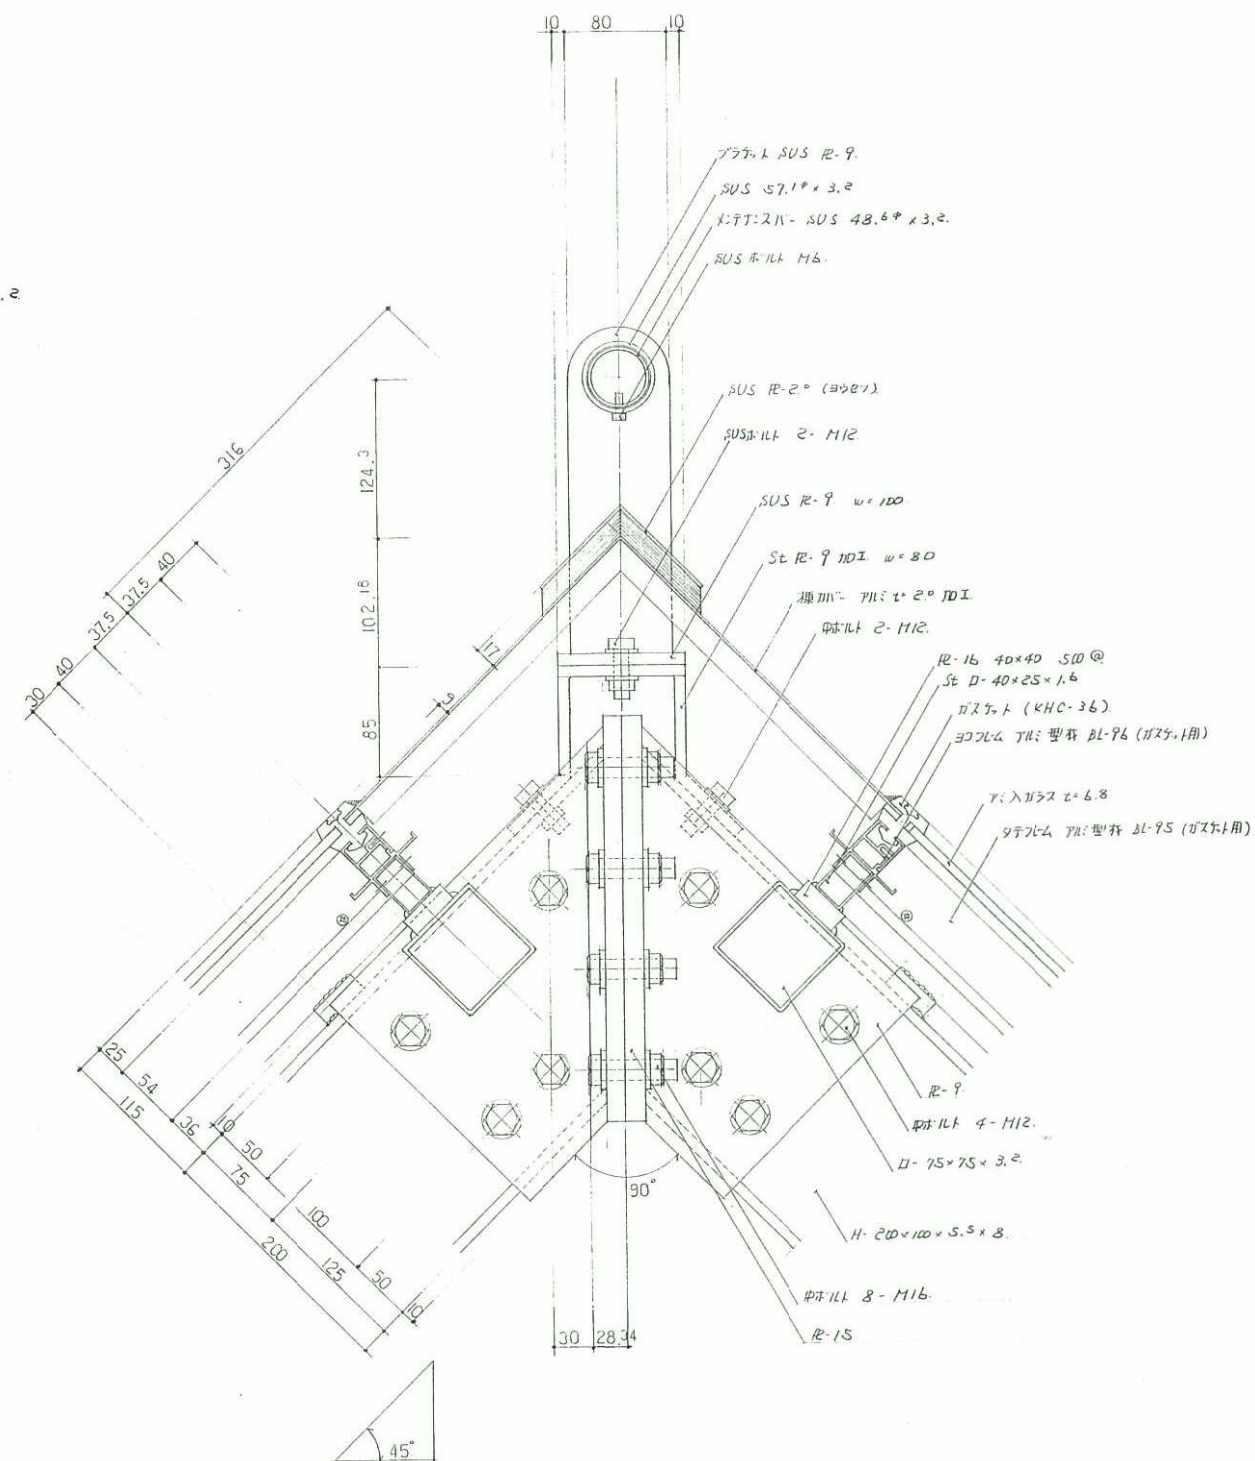 10 80 10
ブラケット SUS PL-9.
SUS 57.1φ × 3.2
メンテナンスバー SUS 48.6φ × 3.2.
SUS ボルト M6.
.2
SUS PL-2.0 (ヨウセツ)
SUSボルト 2-M12
SUS PL-9 w=100
St PL-9 加工 w=80
棟カバー アルミ t=2.0 加工
中ボルト 2-M12.
PL-16 40×40 500@
St □-40×25×1.6
ガスケット (KHC-36)
ヨコフレーム アルミ型材 BL-96 (ガスケット用)
アミ入ガラス t=6.8
タテフレーム アルミ型材 BL-95 (ガスケット用)
316
124.3
102.18
85
40
37.5
37.5
40
30
17
3
25
54
115
36
10
50
75
100
200
125
50
10
90°
PL-9
中ボルト 4-M12.
□-75×75×3.2
H-200×100×5.5×8
中ボルト 8-M16.
PL-15
30 28.34
45°